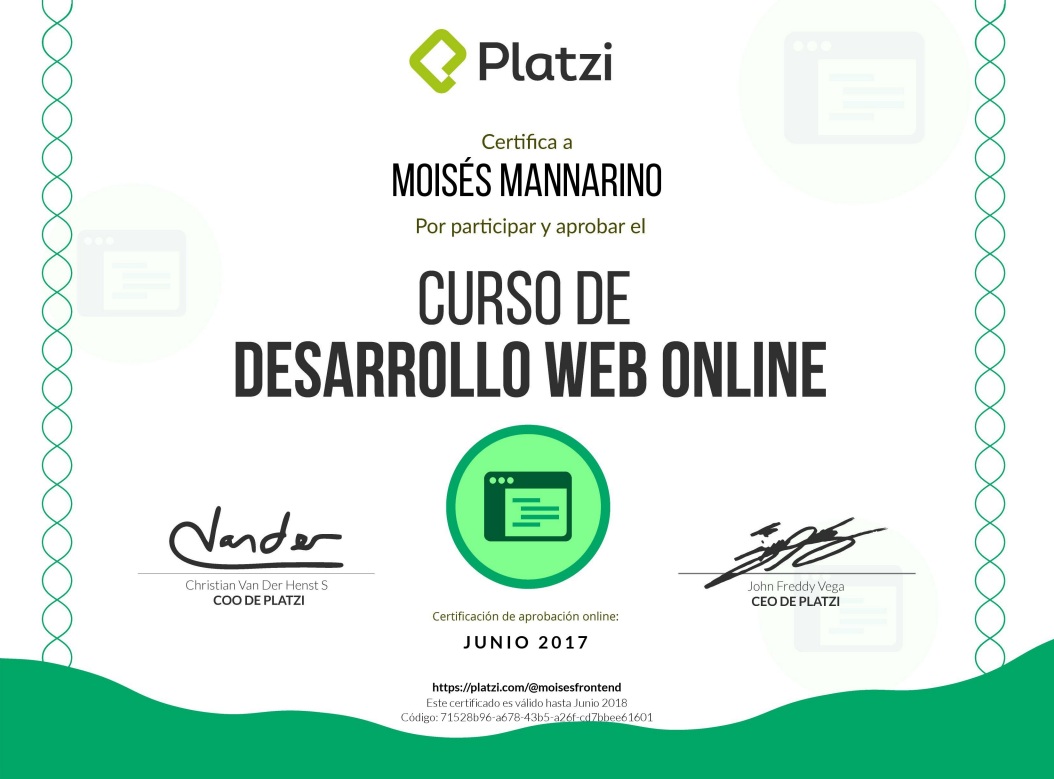 Platzi
Certifica a
MOISÉS MANNARINO
Por participar y aprobar el
CURSO DE
DESARROLLO WEB ONLINE
Vander
Christian Van Der Henst S
COO DE PLATZI
John Freddy Vega
CEO DE PLATZI
Certificación de aprobación online:
JUNIO 2017
https://platzi.com/@moisesfrontend
Este certificado es válido hasta Junio 2018
Código: 71528b96-a678-43b5-a26f-cd7bbee61601